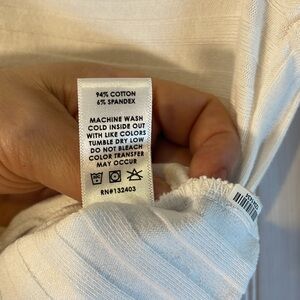 94% COTTON
6% SPANDEX
MACHINE WASH
COLD INSIDE OUT
WITH LIKE COLORS
TUMBLE DRY LOW
DO NOT BLEACH
COLOR TRANSFER
MAY OCCUR
RN#132403